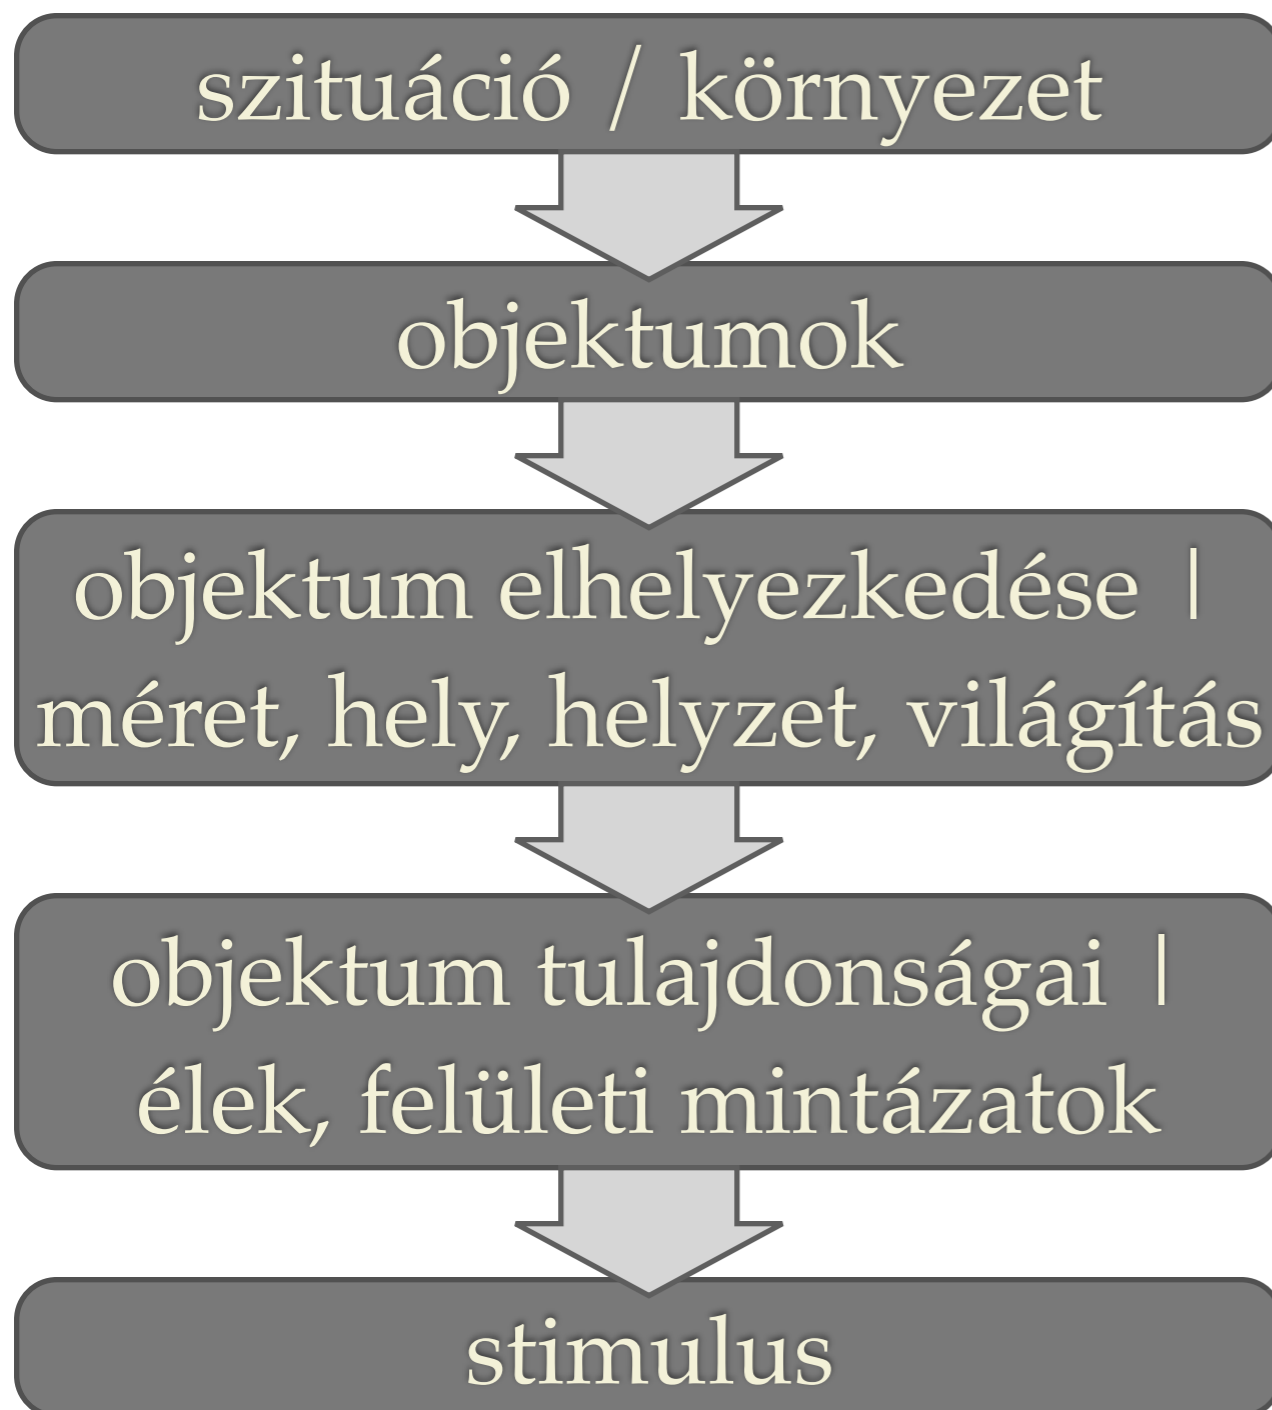 szituáció / környezet
objektumok
objektum elhelyezkedése |
méret, hely, helyzet, világítás
objektum tulajdonságai |
élek, felületi mintázatok
stimulus